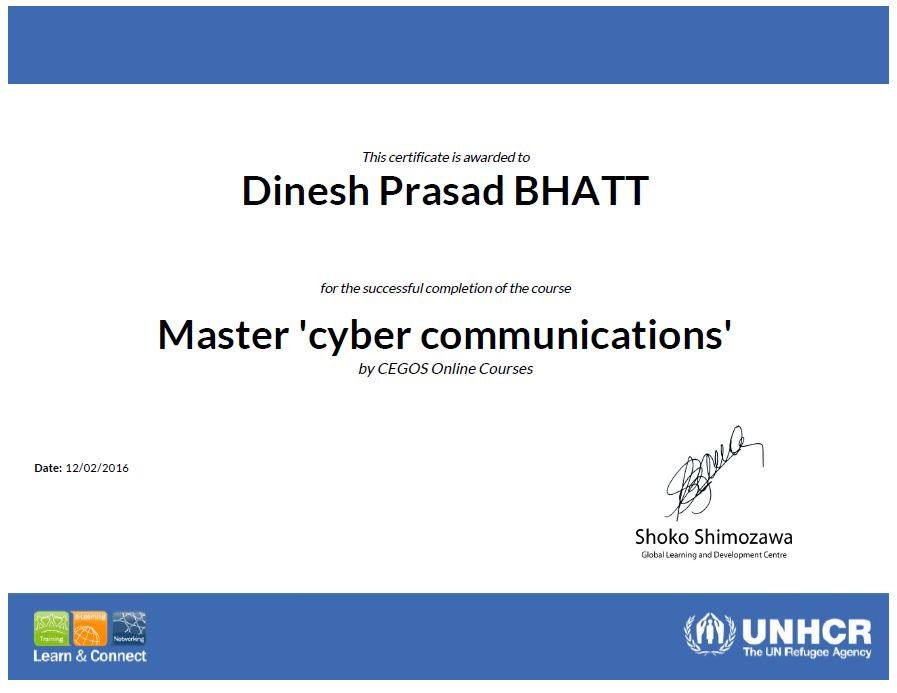 This certificate is awarded to
Dinesh Prasad BHATT
for the successful completion of the course
Master 'cyber communications'
by CEGOS Online Courses
Date: 12/02/2016
Shoko Shimozawa
Global Learning and Development Centre
Training
e-Learning
Networking
Learn & Connect
UNHCR
The UN Refugee Agency